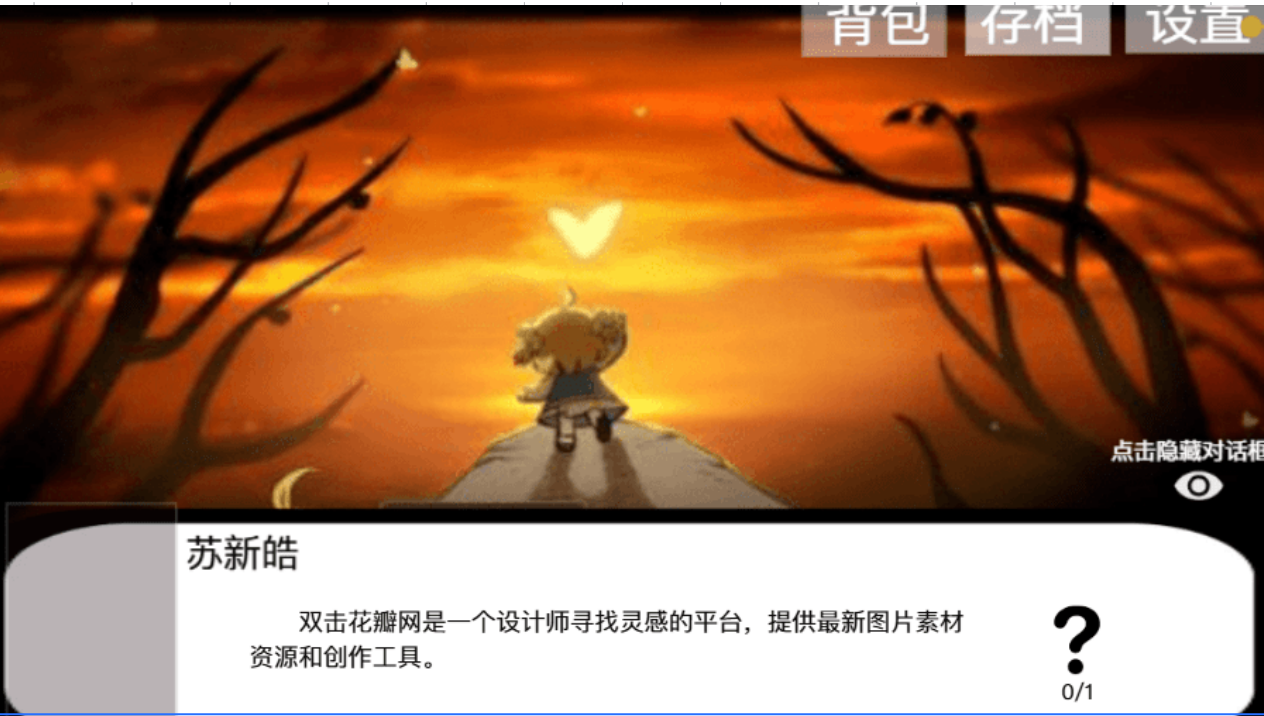 背包 存档 设置
点击隐藏对话框
苏新皓
双击花瓣网是一个设计师寻找灵感的平台，提供最新图片素材
资源和创作工具。
0/1